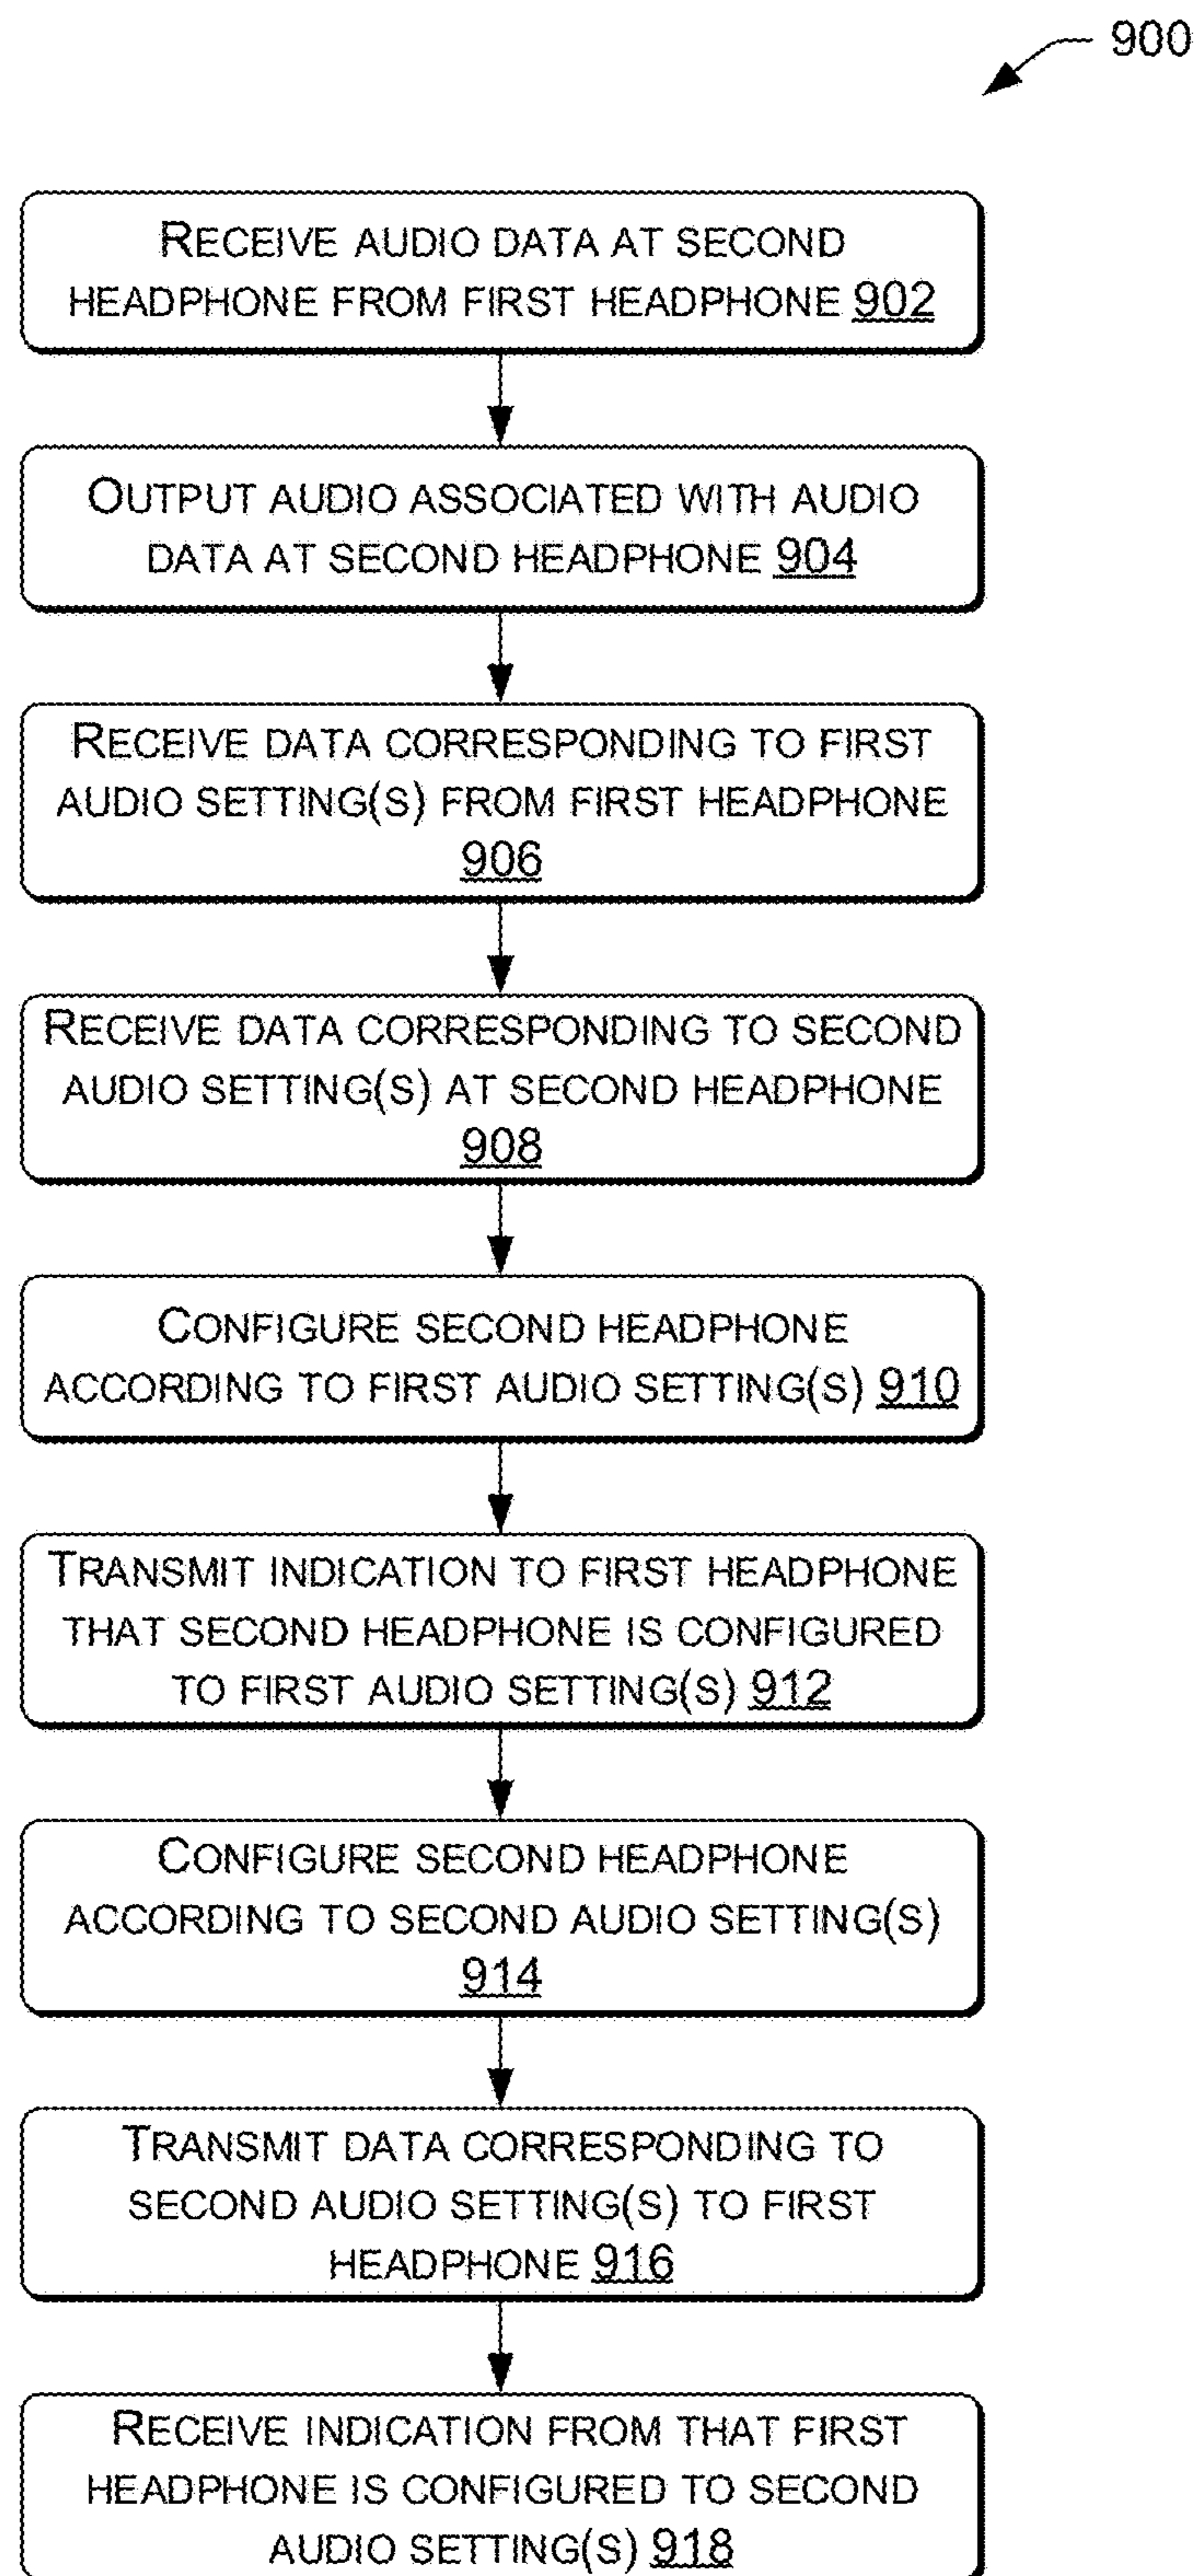 900
RECEIVE AUDIO DATA AT SECOND
HEADPHONE FROM FIRST HEADPHONE 902
OUTPUT AUDIO ASSOCIATED WITH AUDIO
DATA AT SECOND HEADPHONE 904
RECEIVE DATA CORRESPONDING TO FIRST
AUDIO SETTING(S) FROM FIRST HEADPHONE
906
RECEIVE DATA CORRESPONDING TO SECOND
AUDIO SETTING(S) AT SECOND HEADPHONE
908
CONFIGURE SECOND HEADPHONE
ACCORDING TO FIRST AUDIO SETTING(S) 910
TRANSMIT INDICATION TO FIRST HEADPHONE
THAT SECOND HEADPHONE IS CONFIGURED
TO FIRST AUDIO SETTING(S) 912
CONFIGURE SECOND HEADPHONE
ACCORDING TO SECOND AUDIO SETTING(S)
914
TRANSMIT DATA CORRESPONDING TO
SECOND AUDIO SETTING(S) TO FIRST
HEADPHONE 916
RECEIVE INDICATION FROM THAT FIRST
HEADPHONE IS CONFIGURED TO SECOND
AUDIO SETTING(S) 918